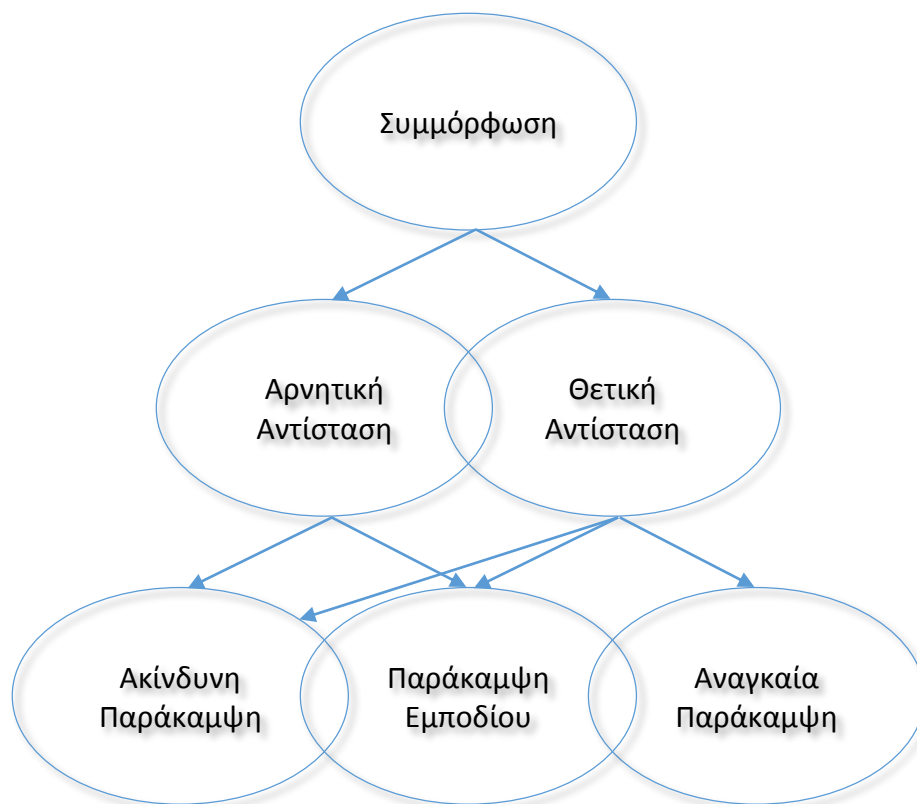 Συμμόρφωση
Αρνητική
Αντίσταση
Θετική
Αντίσταση
Ακίνδυνη
Παράκαμψη
Παράκαμψη
Εμποδίου
Αναγκαία
Παράκαμψη